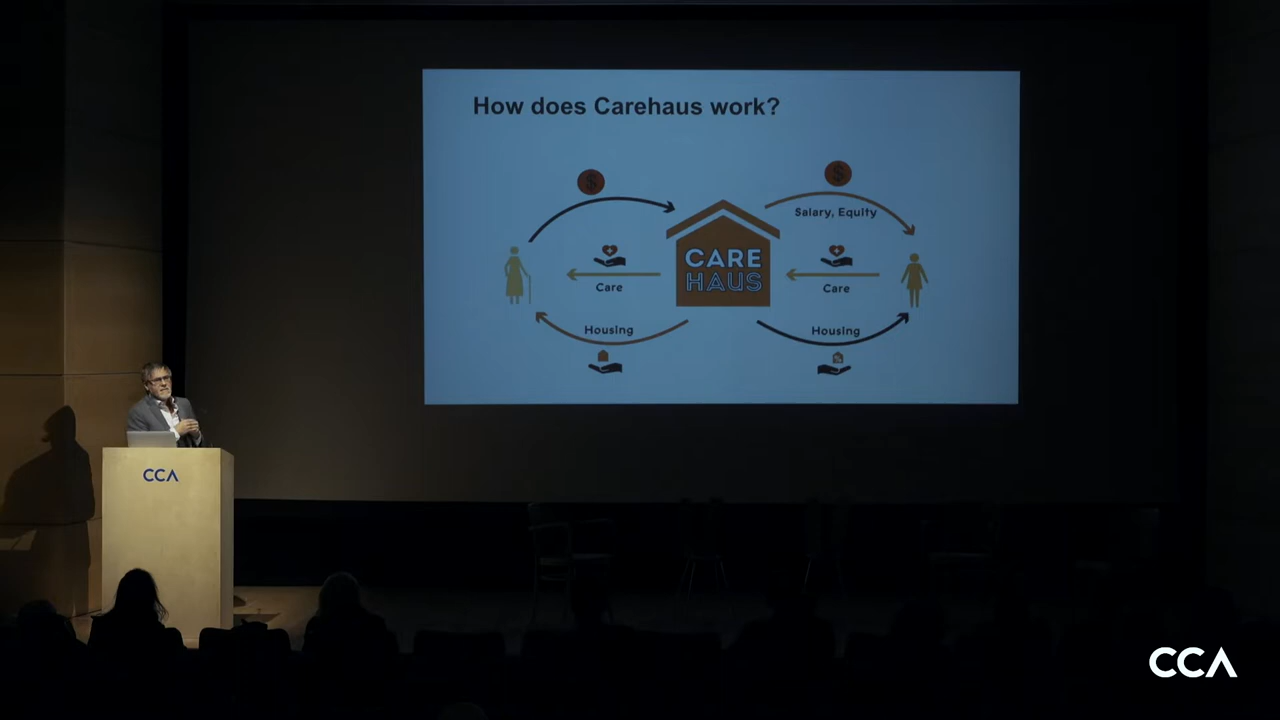 How does Carehaus work?
$
$
Salary, Equity
CARE
HAUS
Care
Care
Housing
Housing
CCA
CCA